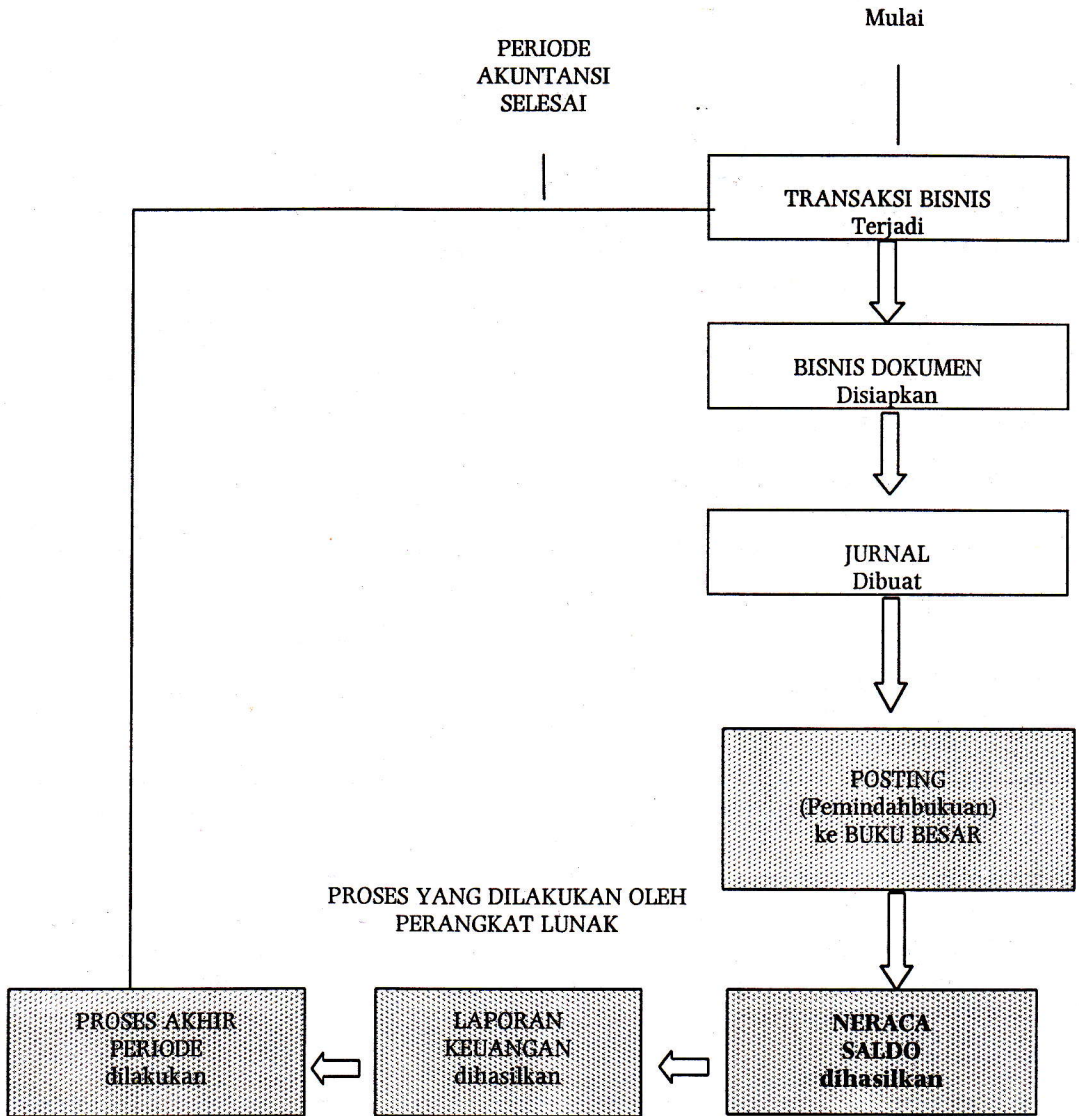 Mulai
PERIODE
AKUNTANSI
SELESAI
TRANSAKSI BISNIS
Terjadi
BISNIS DOKUMEN
Disiapkan
JURNAL
Dibuat
POSTING
(Pemindahbukuan)
ke BUKU BESAR
PROSES YANG DILAKUKAN OLEH
PERANGKAT LUNAK
PROSES AKHIR
PERIODE
dilakukan
LAPORAN
KEUANGAN
dihasilkan
NERACA
SALDO
dihasilkan